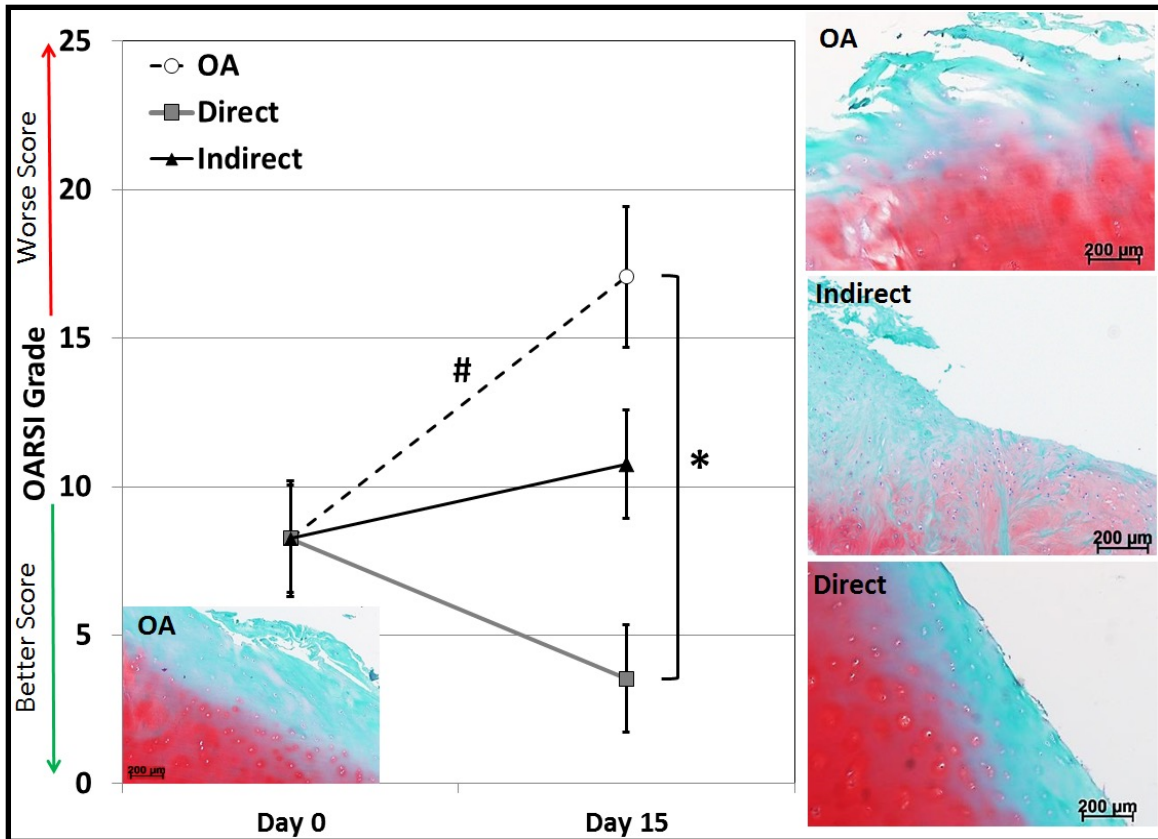 25
20
15
10
5
0
Worse Score
OARSI Grade
Better Score
OA
Direct
Indirect
#
*
OA
200 µm
Day 0
Day 15
OA
200 µm
Indirect
200 µm
Direct
200 µm